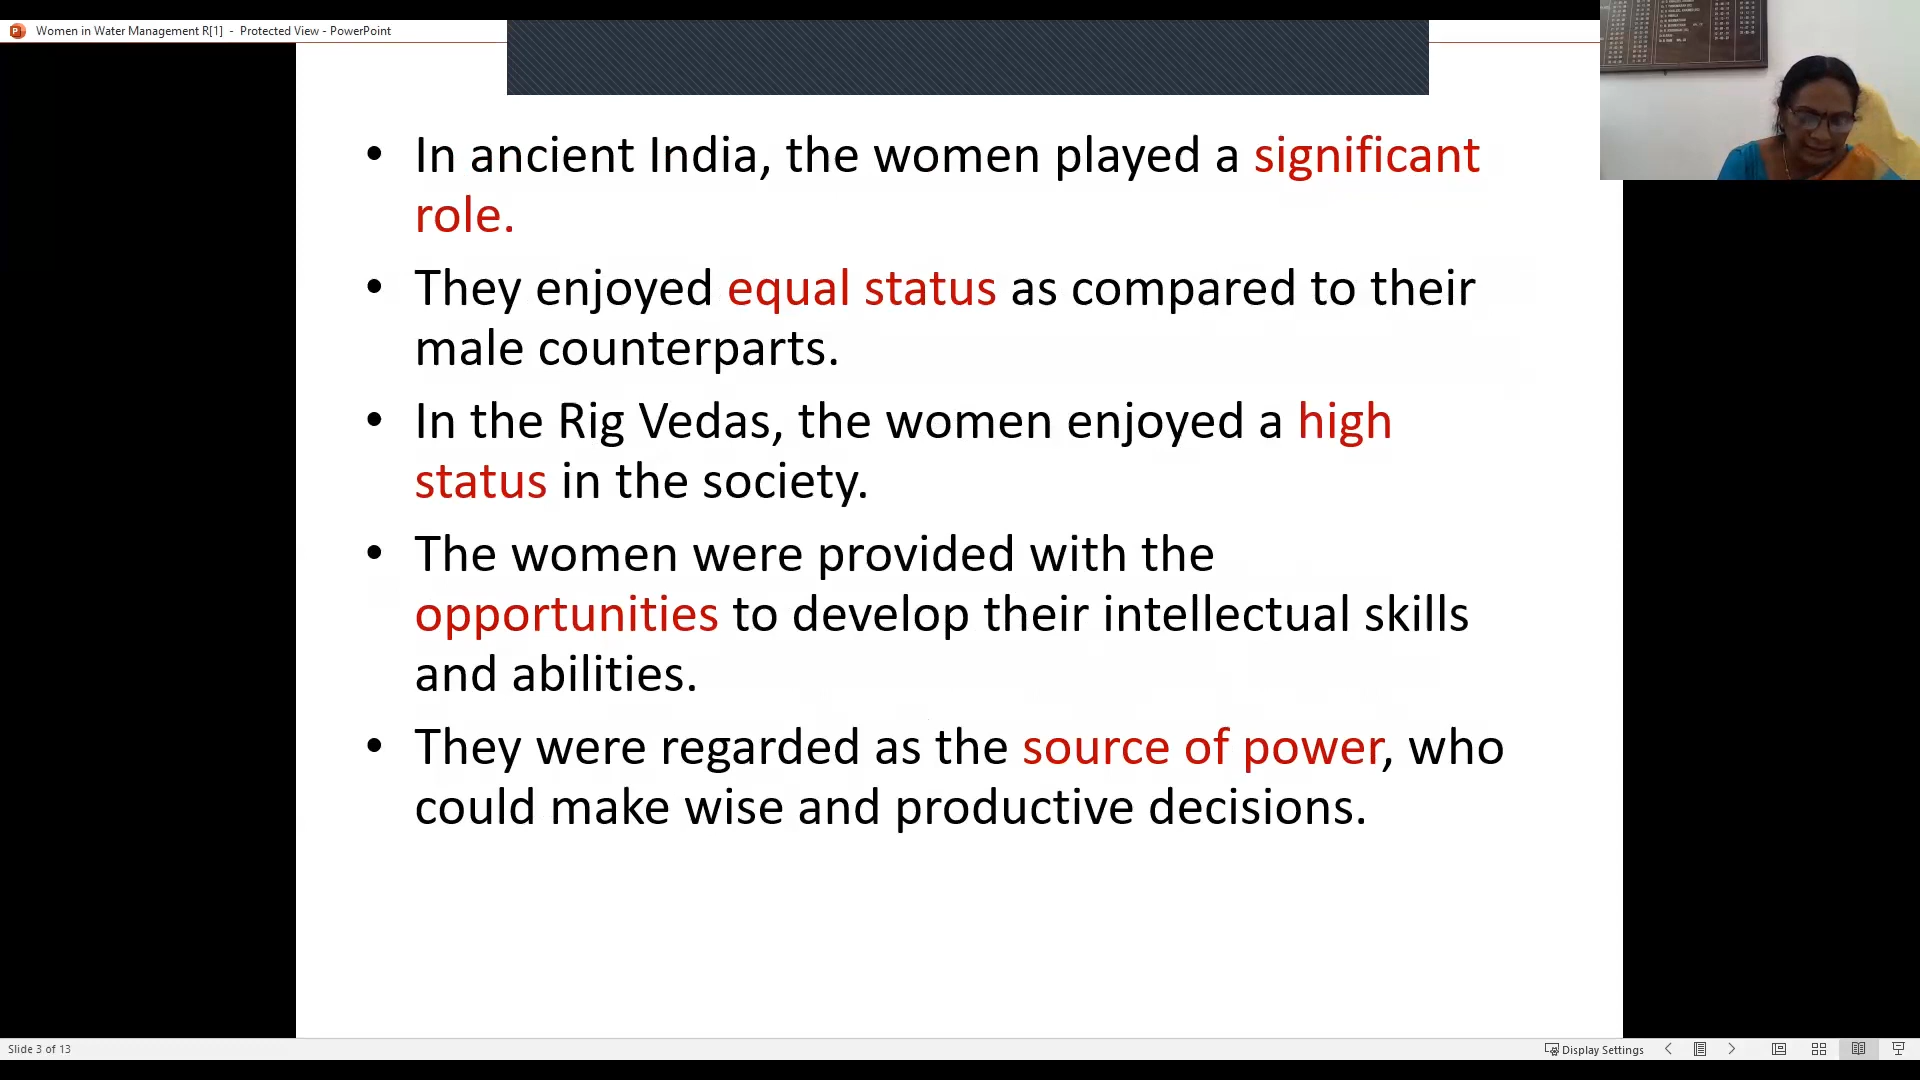 Women in Water Management R[1] - Protected View - PowerPoint
• In ancient India, the women played a significant
role.
• They enjoyed equal status as compared to their
male counterparts.
• In the Rig Vedas, the women enjoyed a high
status in the society.
• The women were provided with the
opportunities to develop their intellectual skills
and abilities.
• They were regarded as the source of power, who
could make wise and productive decisions.
Slide 3 of 13
Display Settings